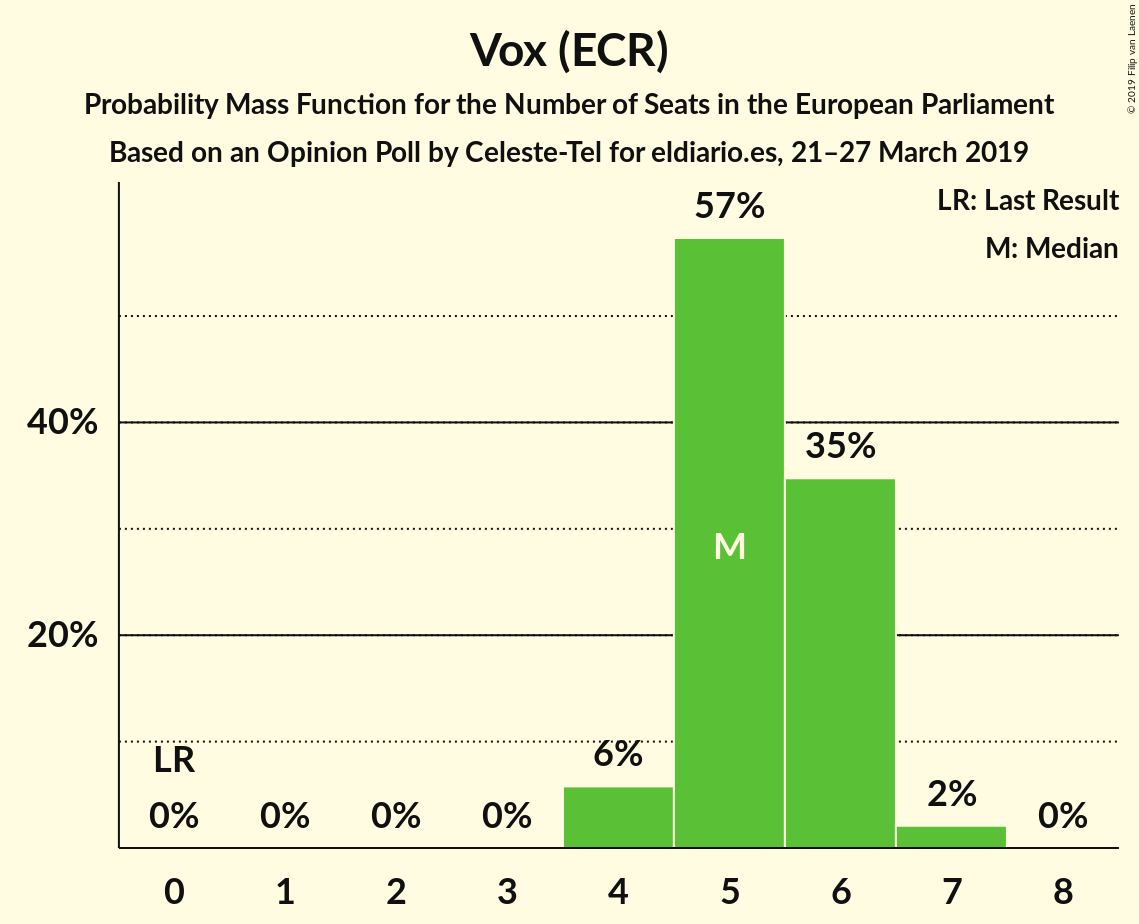 Vox (ECR)
Probability Mass Function for the Number of Seats in the European Parliament
Based on an Opinion Poll by Celeste-Tel for eldiario.es, 21–27 March 2019
© 2019 Filip van Laenen
LR: Last Result
M: Median
57%
40%
35%
M
20%
6%
LR
2%
0% 0% 0% 0% 0%
0 1 2 3 4 5 6 7 8